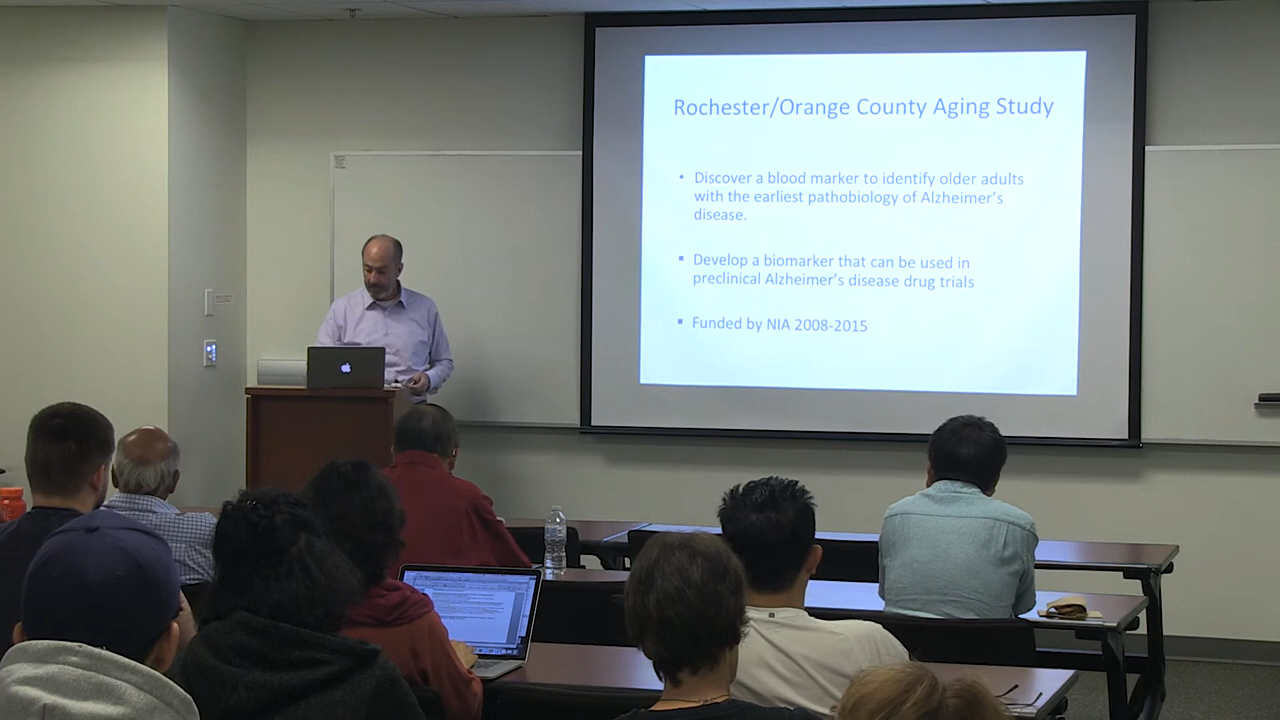 Rochester/Orange County Aging Study
• Discover a blood marker to identify older adults
with the earliest pathobiology of Alzheimer's
disease.
▪ Develop a biomarker that can be used in
preclinical Alzheimer's disease drug trials
▪ Funded by NIA 2008-2015